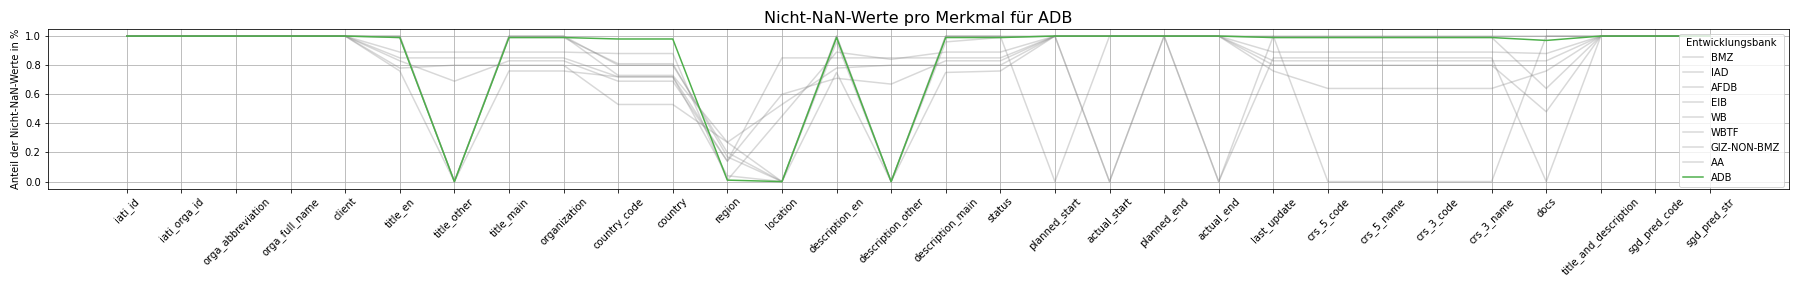 Nicht-NaN-Werte pro Merkmal für ADB
Anteil der Nicht-NaN-Werte in %
1.0
0.8
0.6
0.4
0.2
0.0
Entwicklungsbank
BMZ
IAD
AFDB
EIB
WB
WBTF
GIZ-NON-BMZ
AA
ADB
iati_id
iati_orga_id
orga_abbreviation
orga_full_name
client
title_en
title_other
title_main
organization
country_code
country
region
location
description_en
description_other
description_main
status
planned_start
actual_start
planned_end
actual_end
last_update
crs_5_code
crs_5_name
crs_3_code
crs_3_name
docs
title_and_description
sgd_pred_code
sgd_pred_str